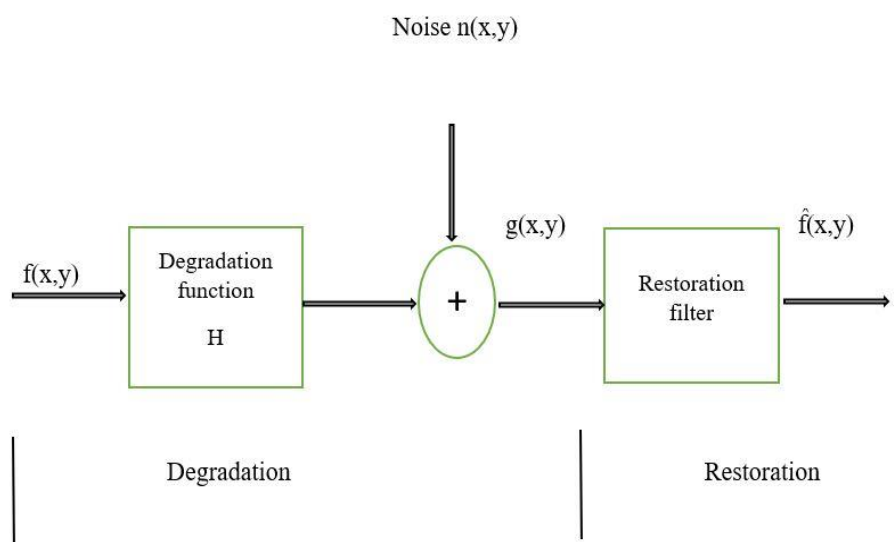 Noise n(x,y)
f(x,y)
Degradation
function
H
+
g(x,y)
Restoration
filter
f̂(x,y)
Degradation
Restoration